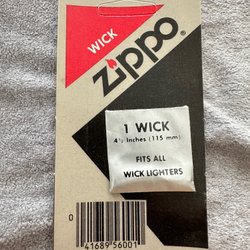 WICK
zippo
1 WICK
4½ Inches (115 mm)
FITS ALL
WICK LIGHTERS
0
41689 56001